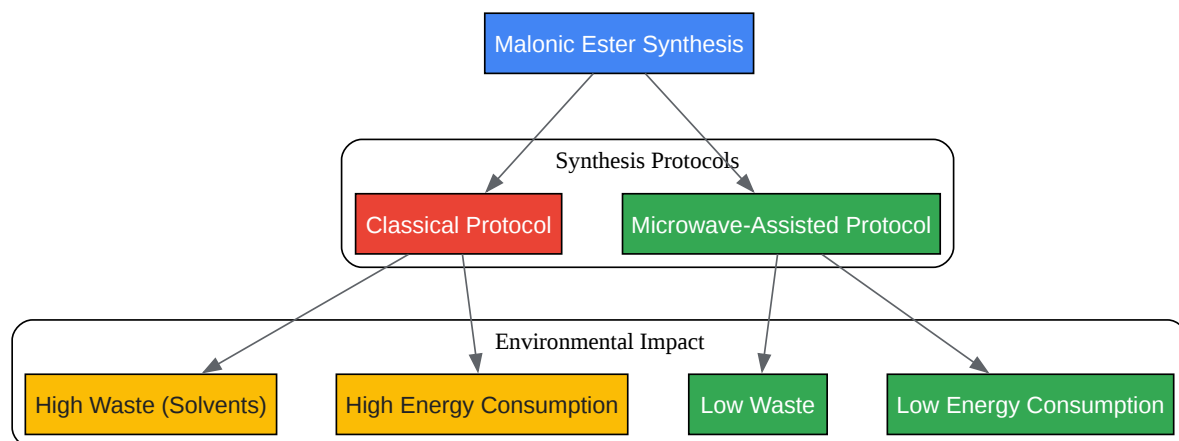 Malonic Ester Synthesis
Synthesis Protocols
Classical Protocol
Microwave-Assisted Protocol
Environmental Impact
High Waste (Solvents)
High Energy Consumption
Low Waste
Low Energy Consumption